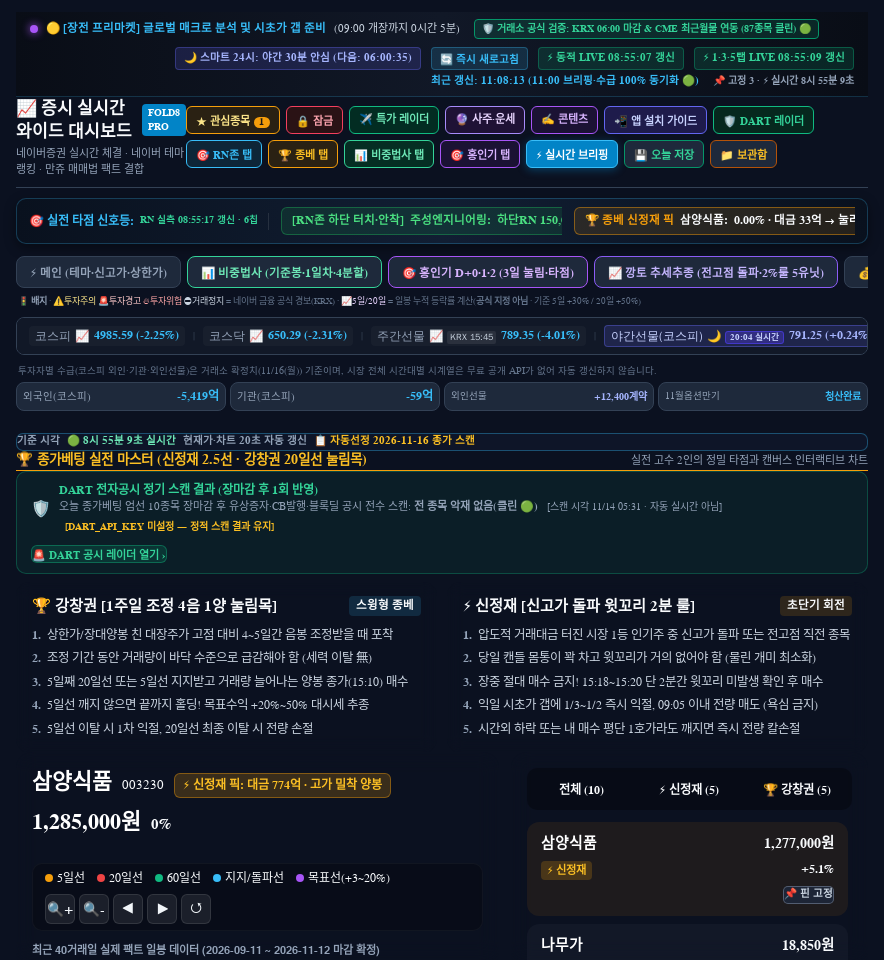 🟡 [장전 프리마켓] 글로벌 매크로 분석 및 시초가 갭 준비 (09:00 개장까지 0시간 5분)
🛡️ 거래소 공식 검증: KRX 06:00 마감 & CME 최근월물 연동 (87종목 클린) 🟢
🌙 스마트 24시: 야간 30분 안심 (다음: 06:00:35) 🔄 즉시 새로고침 ⚡ 동적 LIVE 08:55:07 갱신 ⚡ 1·3·5탭 LIVE 08:55:09 갱신
최근 갱신: 11:08:13 (11:00 브리핑·수급 100% 동기화 🟢) 📌 고정 3 · ⚡ 실시간 8시 55분 9초
📈 증시 실시간 와이드 대시보드 FOLD8 PRO
네이버증권 실시간 체결 · 네이버 테마랭킹 · 만쥬 매매법 팩트 결합
★ 관심종목 1 🔒 잠금 ✈️ 특가 레이더 🔮 사주·운세 ✍️ 콘텐츠 📲 앱 설치 가이드 🛡️ DART 레이더
🎯 RN존 탭 🏆 종베 탭 📊 비중법사 탭 🎯 홍인기 탭 ⚡ 실시간 브리핑 💾 오늘 저장 📁 보관함
🎯 실전 타점 신호등: RN 실측 08:55:17 갱신 · 6칩 [RN존 하단 터치·안착] 주성엔지니어링: 하단RN 150, 🏆 종베 신정재 픽 삼양식품: 0.00% · 대금 33억 →
⚡ 메인 (테마·신고가·상한가) 📊 비중법사 (기준봉·1일차·4분할) 🎯 홍인기 D+0·1·2 (3일 눌림·타점) 📈 깡토 추세추종 (전고점 돌파·2%룰 5유닛) 💰
🚦 배지 · ⚠️투자주의 🚨투자경고 ⛔투자위험 ⛔거래정지 = 네이버 금융 공식 경보(KRX) · 📈5일/20일 = 일봉 누적 등락률 계산(공식 지정 아님 · 기준 5일 +30% / 20일 +50%)
코스피 📈 4985.59 (-2.25%) 코스닥 📈 650.29 (-2.31%) 주간선물 📈 KRX 15:45 789.35 (-4.01%) 야간선물(코스피) 🌙 20:04 실시간 791.25 (+0.24%
투자자별 수급(코스피 외인·기관·외인선물)은 거래소 확정치(11/16(월)) 기준이며, 시장 전체 시간대별 시계열은 무료 공개 API가 없어 자동 갱신하지 않습니다.
외국인(코스피) -5,419억 기관(코스피) -59억 외인선물 +12,400계약 11월옵션만기 청산완료
기준 시각 🟢 8시 55분 9초 실시간 현재가·차트 20초 자동 갱신 📋 자동선정 2026-11-16 종가 스캔
🏆 종가베팅 실전 마스터 (신정재 2.5선 · 강창권 20일선 눌림목) 실전 고수 2인의 정밀 타점과 캔버스 인터랙티브 차트
🛡️ DART 전자공시 정기 스캔 결과 (장마감 후 1회 반영)
오늘 종가베팅 엄선 10종목 장마감 후 유상증자·CB발행·블록딜 공시 전수 스캔: 전 종목 악재 없음(클린 🟢) [스캔 시각 11/14 05:31 · 자동 실시간 아님]
[DART_API_KEY 미설정 — 정적 스캔 결과 유지]
🚨 DART 공시 레이더 열기 ›
🏆 강창권 [1주일 조정 4음 1양 눌림목] 스윙형 종베
1. 상한가/장대양봉 친 대장주가 고점 대비 4~5일간 음봉 조정받을 때 포착
2. 조정 기간 동안 거래량이 바닥 수준으로 급감해야 함 (세력 이탈 無)
3. 5일째 20일선 또는 5일선 지지받고 거래량 늘어나는 양봉 종가(15:10) 매수
4. 5일선 깨지 않으면 끝까지 홀딩! 목표수익 +20%~50% 대시세 추종
5. 5일선 이탈 시 1차 익절, 20일선 최종 이탈 시 전량 손절
⚡ 신정재 [신고가 돌파 윗꼬리 2분 룰] 초단기 회전
1. 압도적 거래대금 터진 시장 1등 인기주 중 신고가 돌파 또는 전고점 직전 종목
2. 당일 캔들 몸통이 꽉 차고 윗꼬리가 거의 없어야 함 (물린 개미 최소화)
3. 장중 절대 매수 금지! 15:18~15:20 단 2분간 윗꼬리 미발생 확인 후 매수
4. 익일 시초가 갭에 1/3~1/2 즉시 익절, 09:05 이내 전량 매도 (욕심 금지)
5. 시간외 하락 또는 내 매수 평단 1호가라도 깨지면 즉시 전량 칼손절
삼양식품 003230 ⚡ 신정재 픽: 대금 774억 · 고가 밀착 양봉
1,285,000원 0%
5일선 20일선 60일선 지지/돌파선 목표선(+3~20%)
🔍+ 🔍- ◀ ▶ ↺
최근 40거래일 실제 팩트 일봉 데이터 (2026-09-11 ~ 2026-11-12 마감 확정)
전체 (10) ⚡ 신정재 (5) 🏆 강창권 (5)
삼양식품 1,277,000원
⚡ 신정재 +5.1%
📌 핀 고정
나무가 18,850원